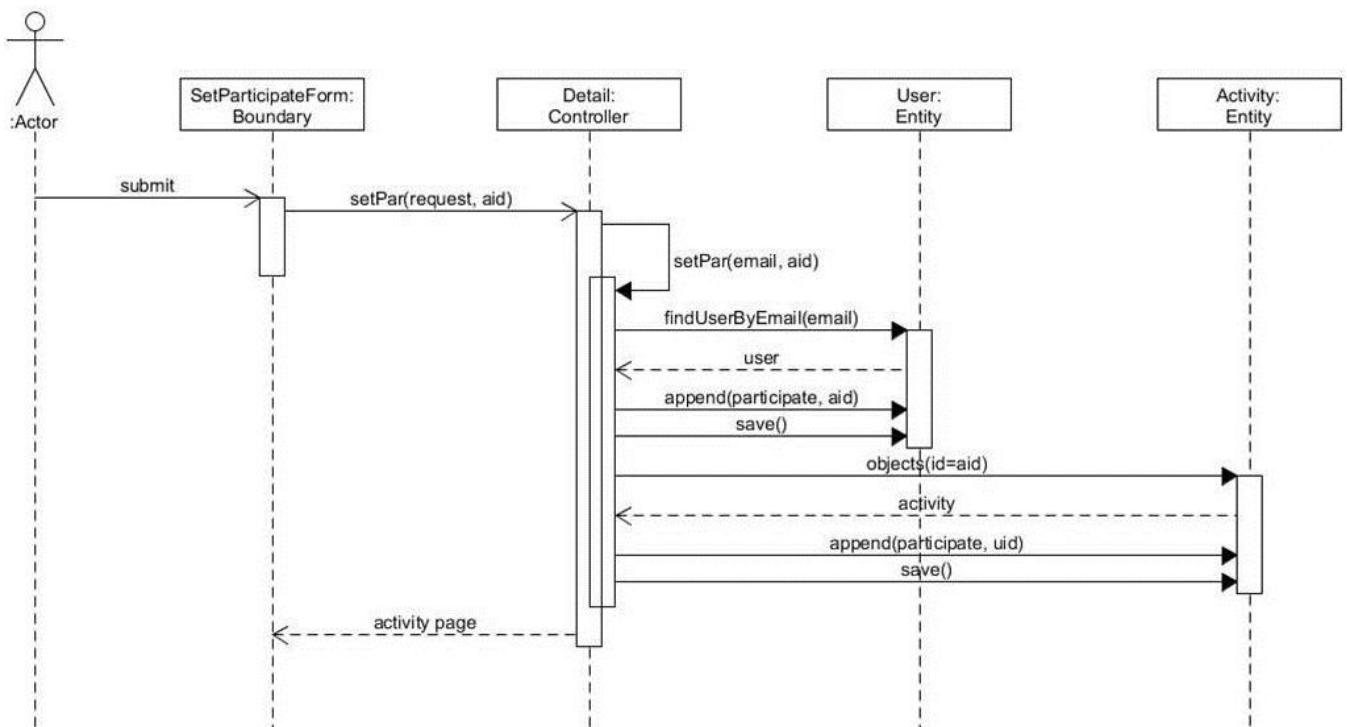 :Actor
SetParticipateForm:
Boundary
Detail:
Controller
User:
Entity
Activity:
Entity
submit
setPar(request, aid)
setPar(email, aid)
findUserByEmail(email)
user
append(participate, aid)
save()
objects(id=aid)
activity
append(participate, uid)
save()
activity page